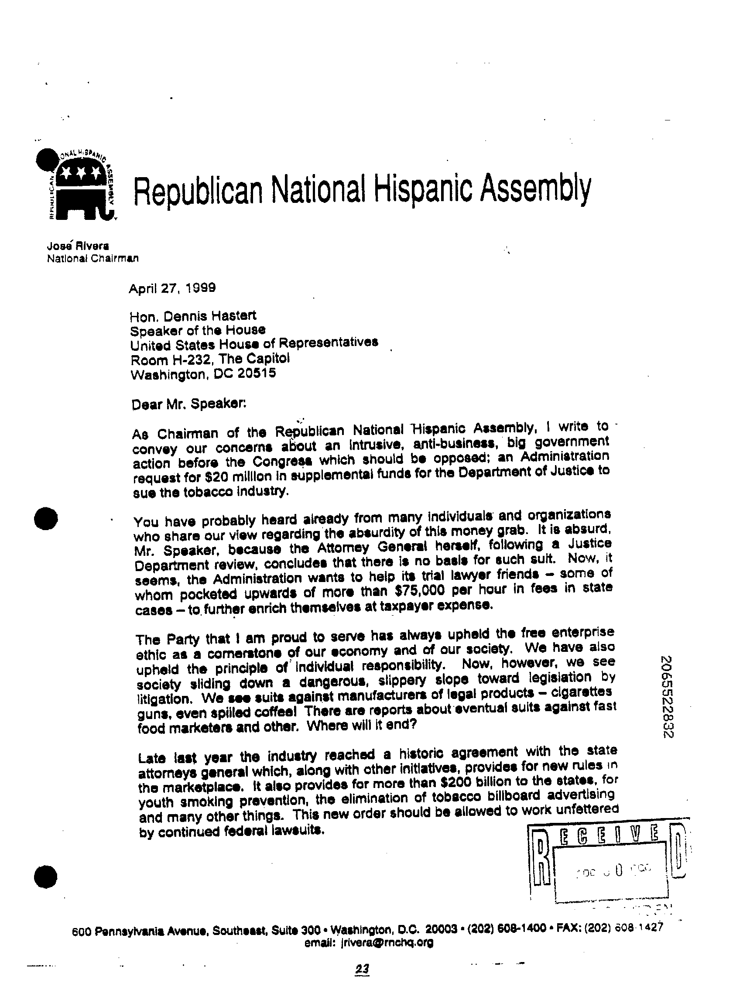 REPUBLICAN NATIONAL HISPANIC ASSEMBLY
Republican National Hispanic Assembly
José Rivera
National Chairman
April 27, 1999
Hon. Dennis Hastert
Speaker of the House
United States House of Representatives
Room H-232, The Capitol
Washington, DC 20515
Dear Mr. Speaker:
As Chairman of the Republican National Hispanic Assembly, I write to
convey our concerns about an intrusive, anti-business, big government
action before the Congress which should be opposed; an Administration
request for $20 million in supplemental funds for the Department of Justice to
sue the tobacco industry.
You have probably heard already from many individuals and organizations
who share our view regarding the absurdity of this money grab. It is absurd,
Mr. Speaker, because the Attorney General herself, following a Justice
Department review, concludes that there is no basis for such suit. Now, it
seems, the Administration wants to help its trial lawyer friends – some of
whom pocketed upwards of more than $75,000 per hour in fees in state
cases – to further enrich themselves at taxpayer expense.
The Party that I am proud to serve has always upheld the free enterprise
ethic as a cornerstone of our economy and of our society. We have also
upheld the principle of individual responsibility. Now, however, we see
society sliding down a dangerous, slippery slope toward legislation by
litigation. We see suits against manufacturers of legal products – cigarettes
guns, even spilled coffee! There are reports about eventual suits against fast
food marketers and other. Where will it end?
Late last year the industry reached a historic agreement with the state
attorneys general which, along with other initiatives, provides for new rules in
the marketplace. It also provides for more than $200 billion to the states, for
youth smoking prevention, the elimination of tobacco billboard advertising
and many other things. This new order should be allowed to work unfettered
by continued federal lawsuits.
2065522832
RECEIVED
600 Pennsylvania Avenue, Southeast, Suite 300 • Washington, D.C. 20003 • (202) 608-1400 • FAX: (202) 608-1427
email: jrivera@rnchq.org
23